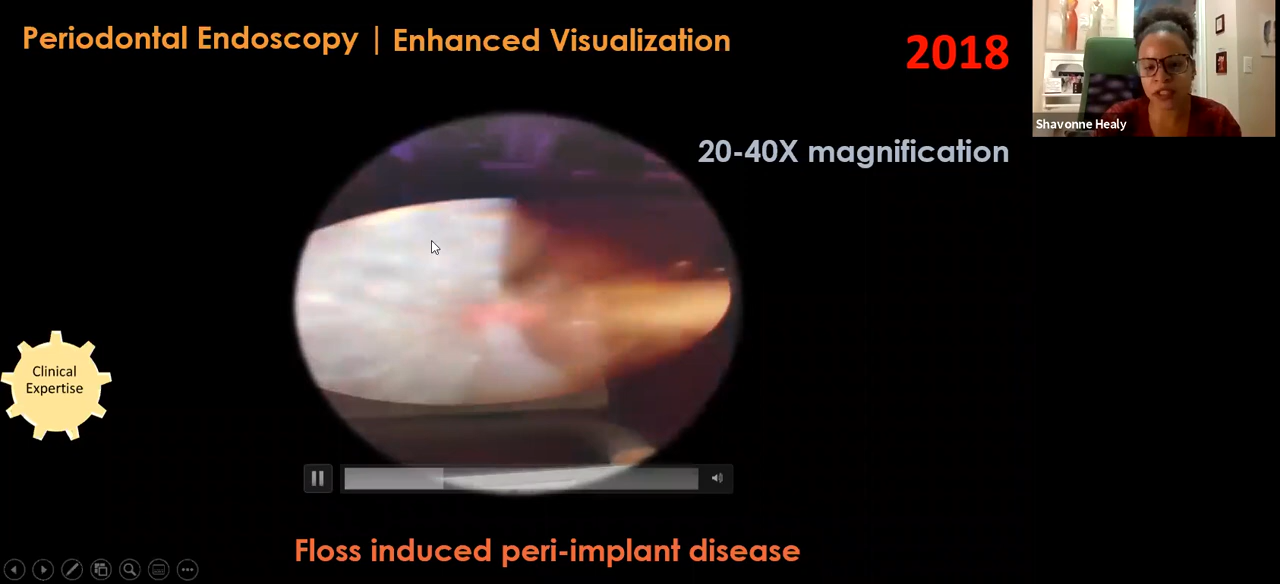 Periodontal Endoscopy | Enhanced Visualization
2018
Shavonne Healy
20-40X magnification
Clinical
Expertise
Floss induced peri-implant disease